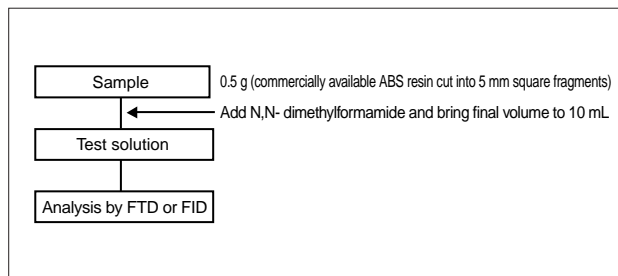 Sample
0.5 g (commercially available ABS resin cut into 5 mm square fragments)
Add N,N- dimethylformamide and bring final volume to 10 mL
Test solution
Analysis by FTD or FID